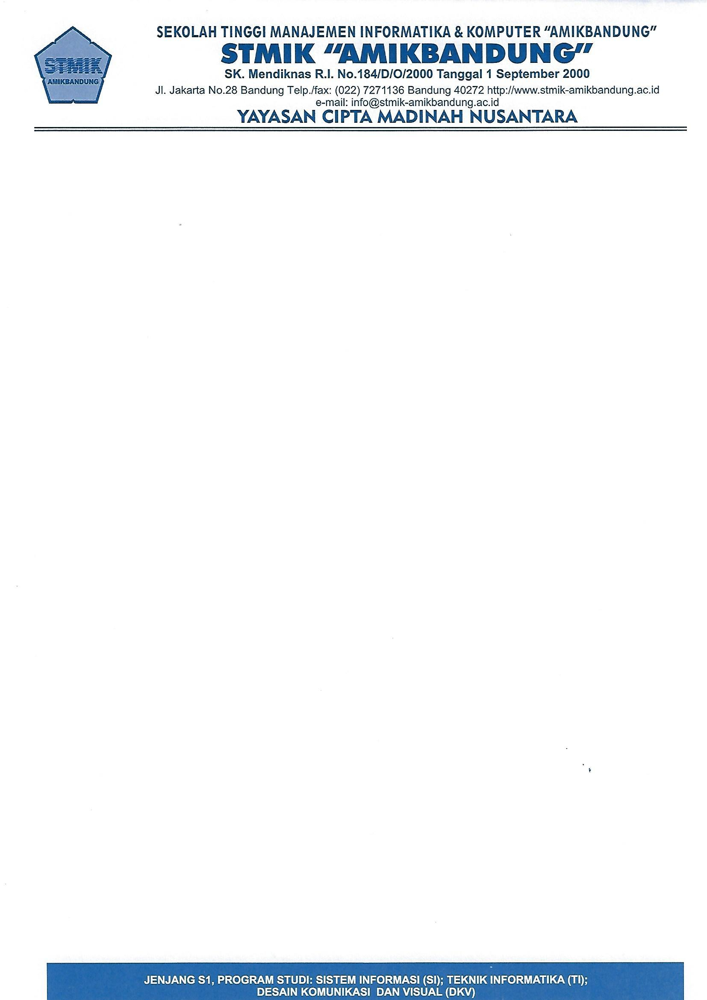 STMIK
AMIKBANDUNG
SEKOLAH TINGGI MANAJEMEN INFORMATIKA & KOMPUTER "AMIKBANDUNG"
STMIK "AMIKBANDUNG"
SK. Mendiknas R.I. No.184/D/O/2000 Tanggal 1 September 2000
Jl. Jakarta No.28 Bandung Telp./fax: (022) 7271136 Bandung 40272 http://www.stmik-amikbandung.ac.id
e-mail: info@stmik-amikbandung.ac.id
YAYASAN CIPTA MADINAH NUSANTARA
JENJANG S1, PROGRAM STUDI: SISTEM INFORMASI (SI); TEKNIK INFORMATIKA (TI);
DESAIN KOMUNIKASI DAN VISUAL (DKV)